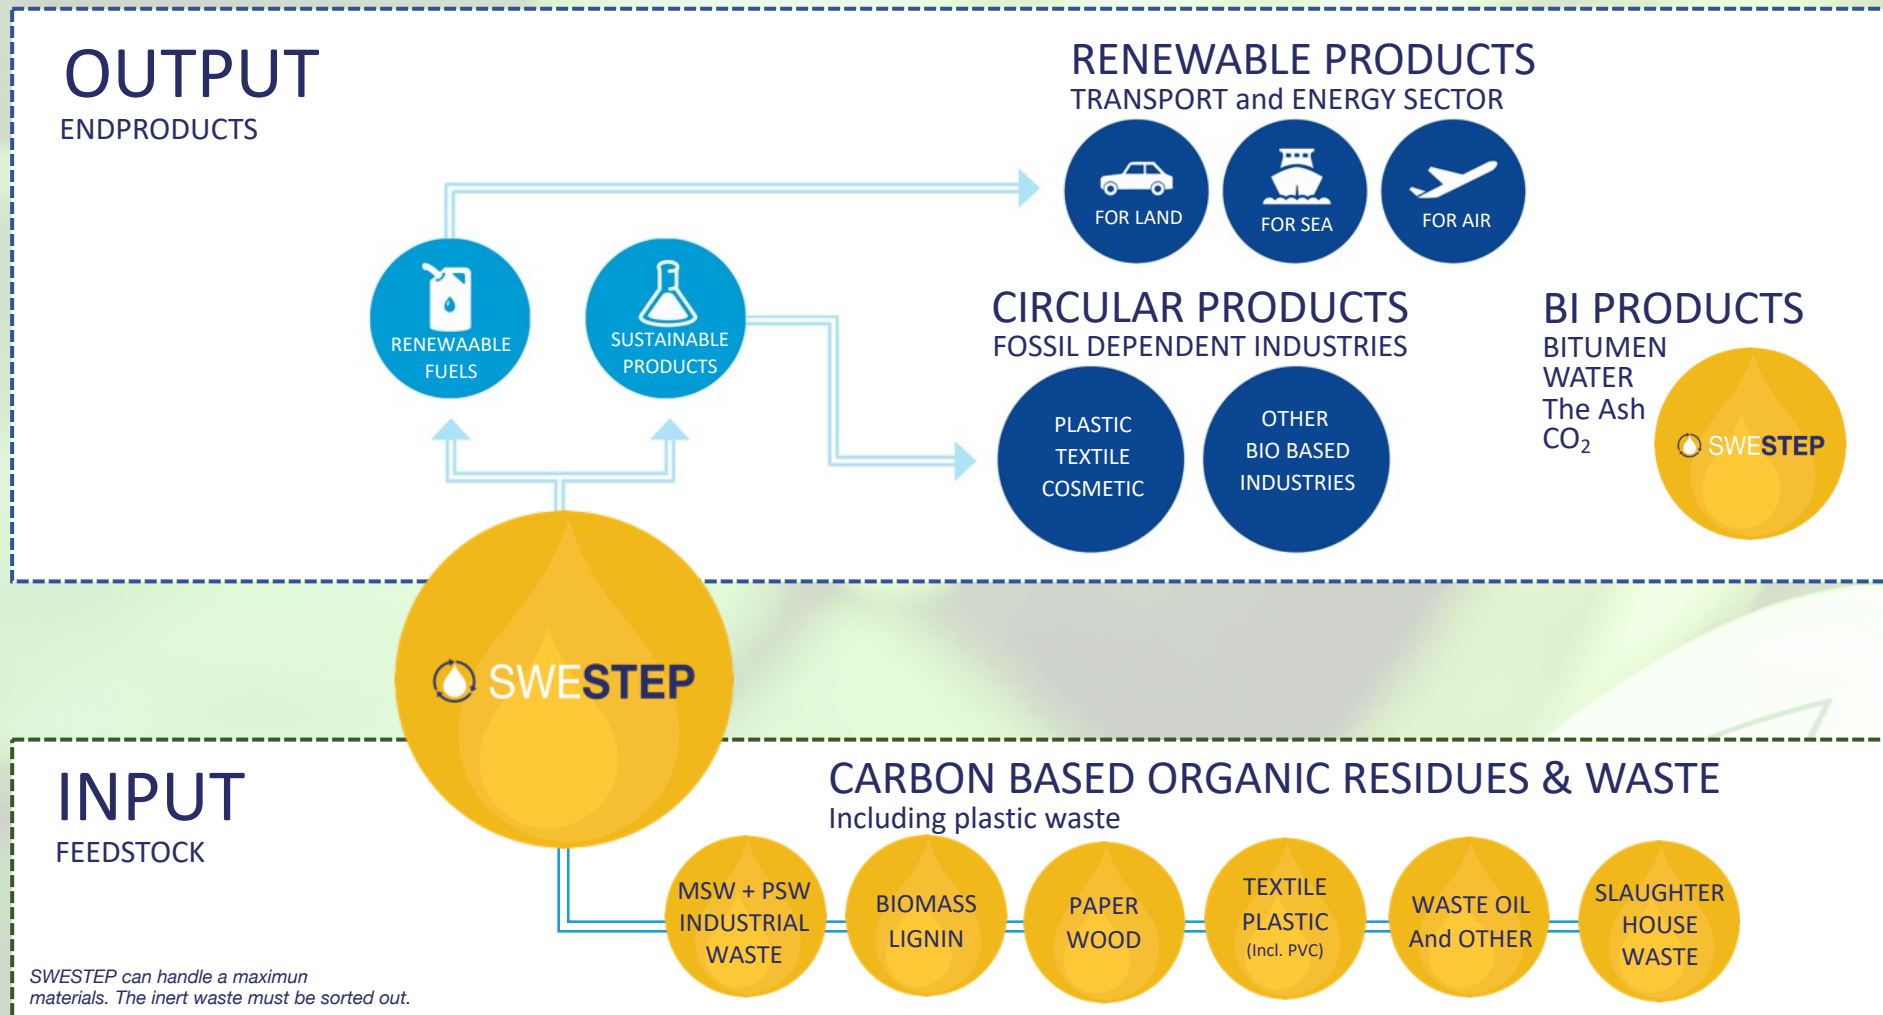 OUTPUT
ENDPRODUCTS
RENEWABLE PRODUCTS
TRANSPORT and ENERGY SECTOR
FOR LAND
FOR SEA
FOR AIR
RENEWAABLE
FUELS
SUSTAINABLE
PRODUCTS
CIRCULAR PRODUCTS
FOSSIL DEPENDENT INDUSTRIES
PLASTIC
TEXTILE
COSMETIC
OTHER
BIO BASED
INDUSTRIES
BI PRODUCTS
BITUMEN
WATER
The Ash
CO₂
SWESTEP
SWESTEP
INPUT
FEEDSTOCK
CARBON BASED ORGANIC RESIDUES & WASTE
Including plastic waste
MSW + PSW
INDUSTRIAL
WASTE
BIOMASS
LIGNIN
PAPER
WOOD
TEXTILE
PLASTIC
(Incl. PVC)
WASTE OIL
And OTHER
SLAUGHTER
HOUSE
WASTE
SWESTEP can handle a maximun
materials. The inert waste must be sorted out.